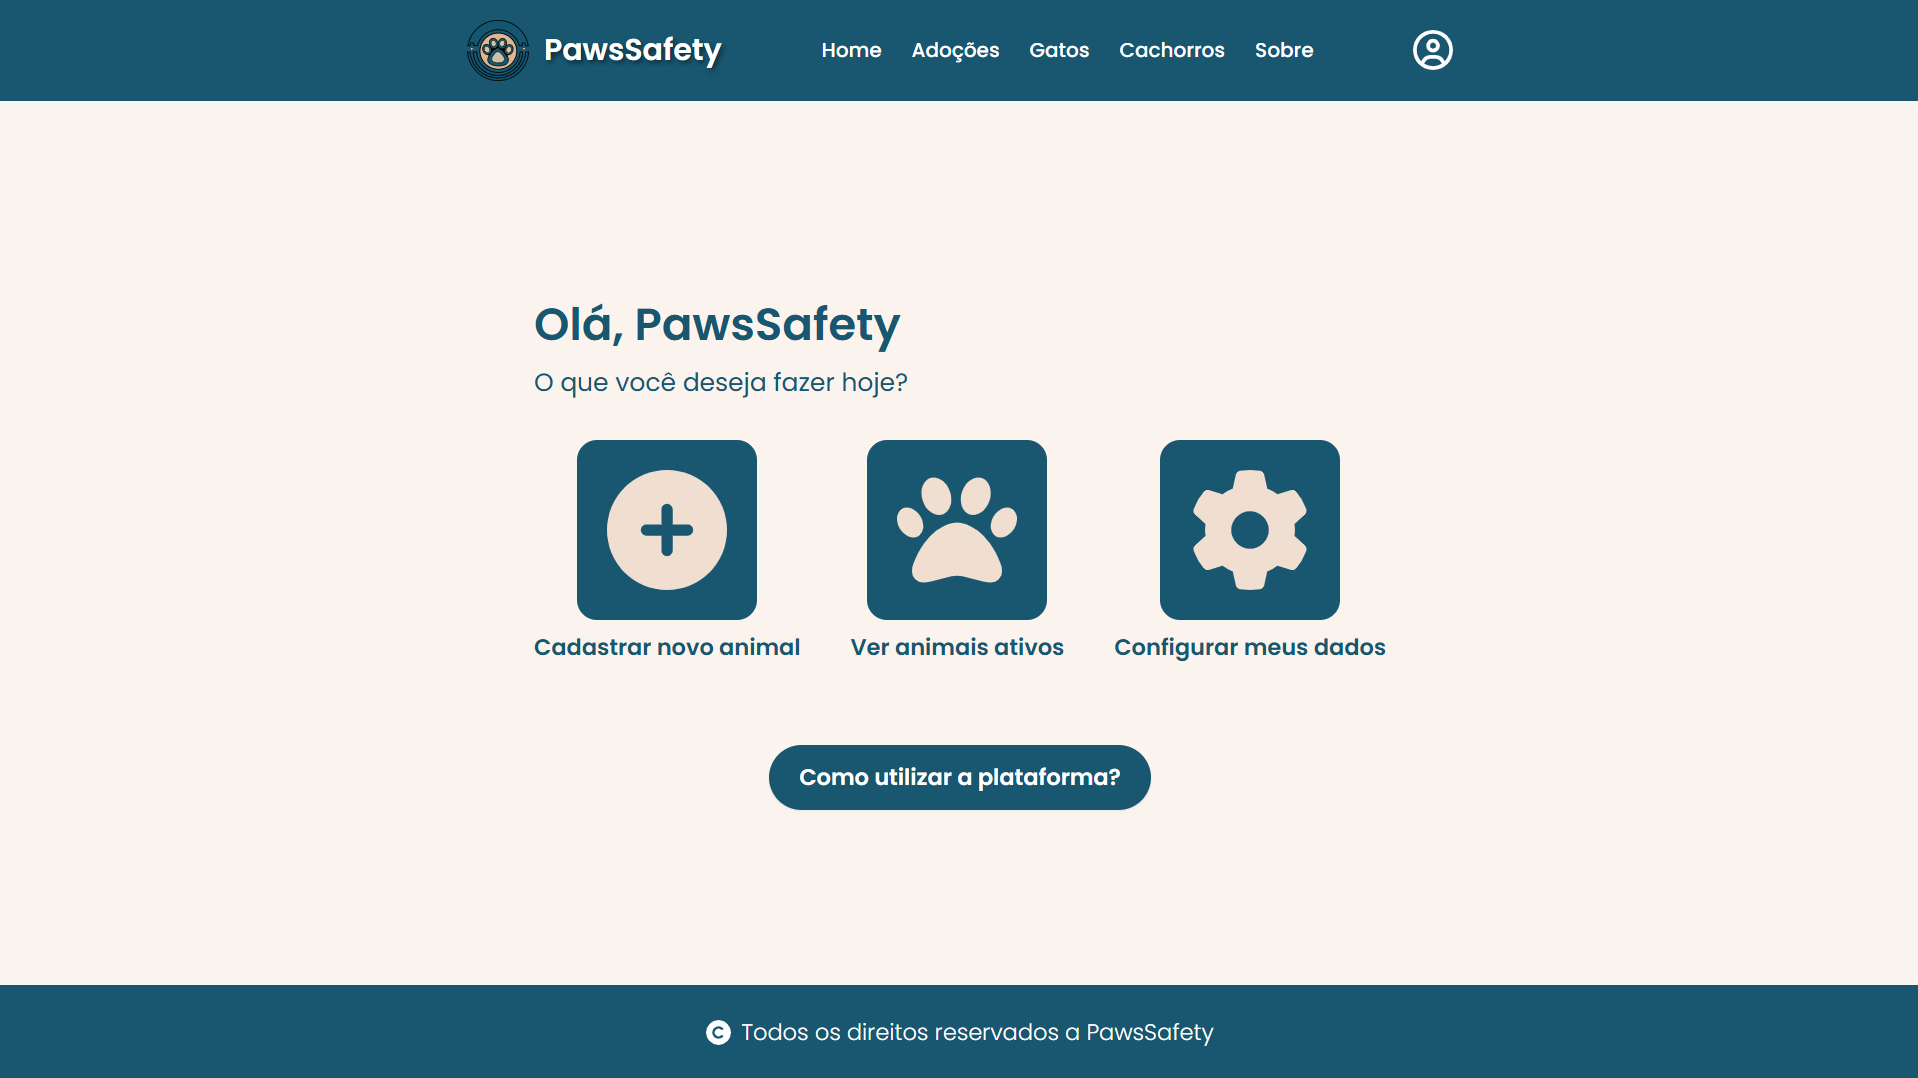 PawsSafety
Home Adoções Gatos Cachorros Sobre
Olá, PawsSafety
O que você deseja fazer hoje?
Cadastrar novo animal
Ver animais ativos
Configurar meus dados
Como utilizar a plataforma?
© Todos os direitos reservados a PawsSafety